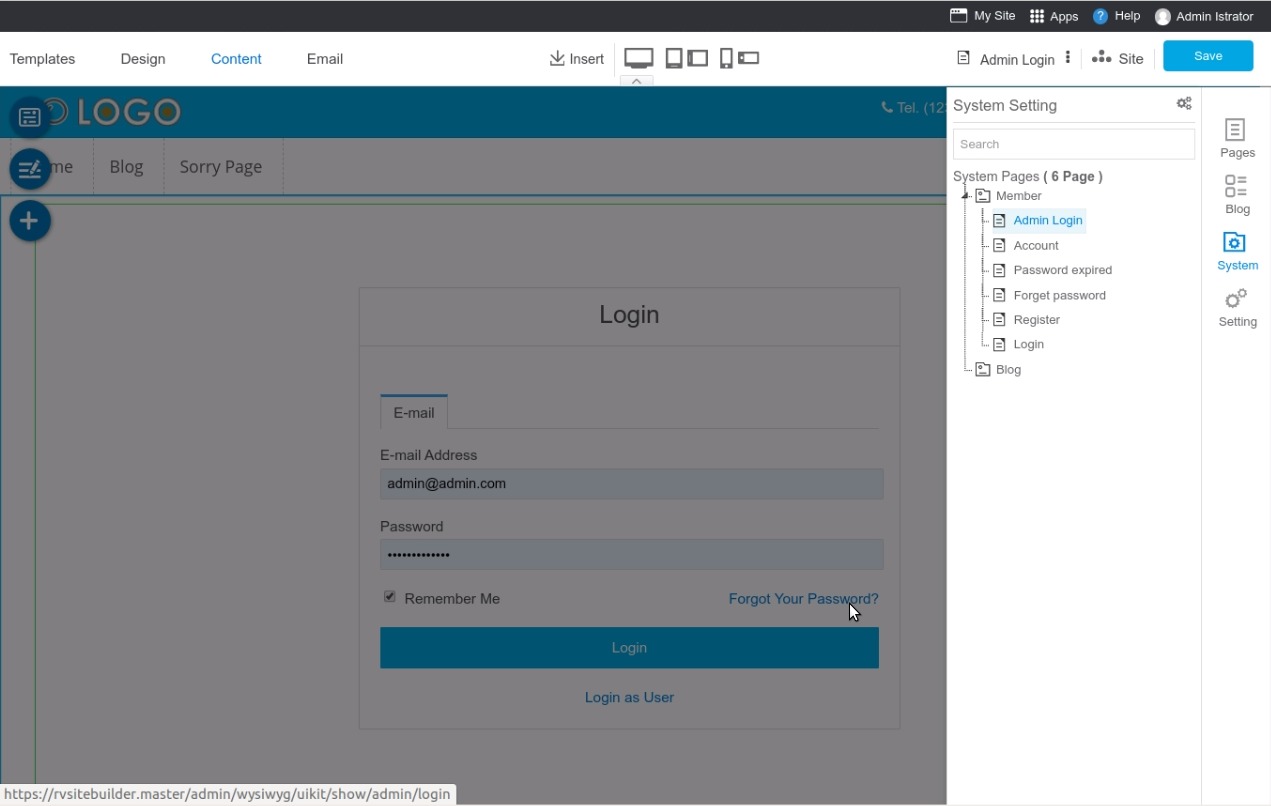 My Site Apps ? Help Admin Istrator
Templates Design Content Email Insert Admin Login Site Save
LOGO
Tel. (12
Blog Sorry Page
System Setting
Search
System Pages ( 6 Page )
Member
Admin Login
Account
Password expired
Forget password
Register
Login
Blog
Pages
Blog
System
Setting
Login
E-mail
E-mail Address
admin@admin.com
Password
•••••••••••••
Remember Me Forgot Your Password?
Login
Login as User
https://rvsitebuilder.master/admin/wysiwyg/uikit/show/admin/login